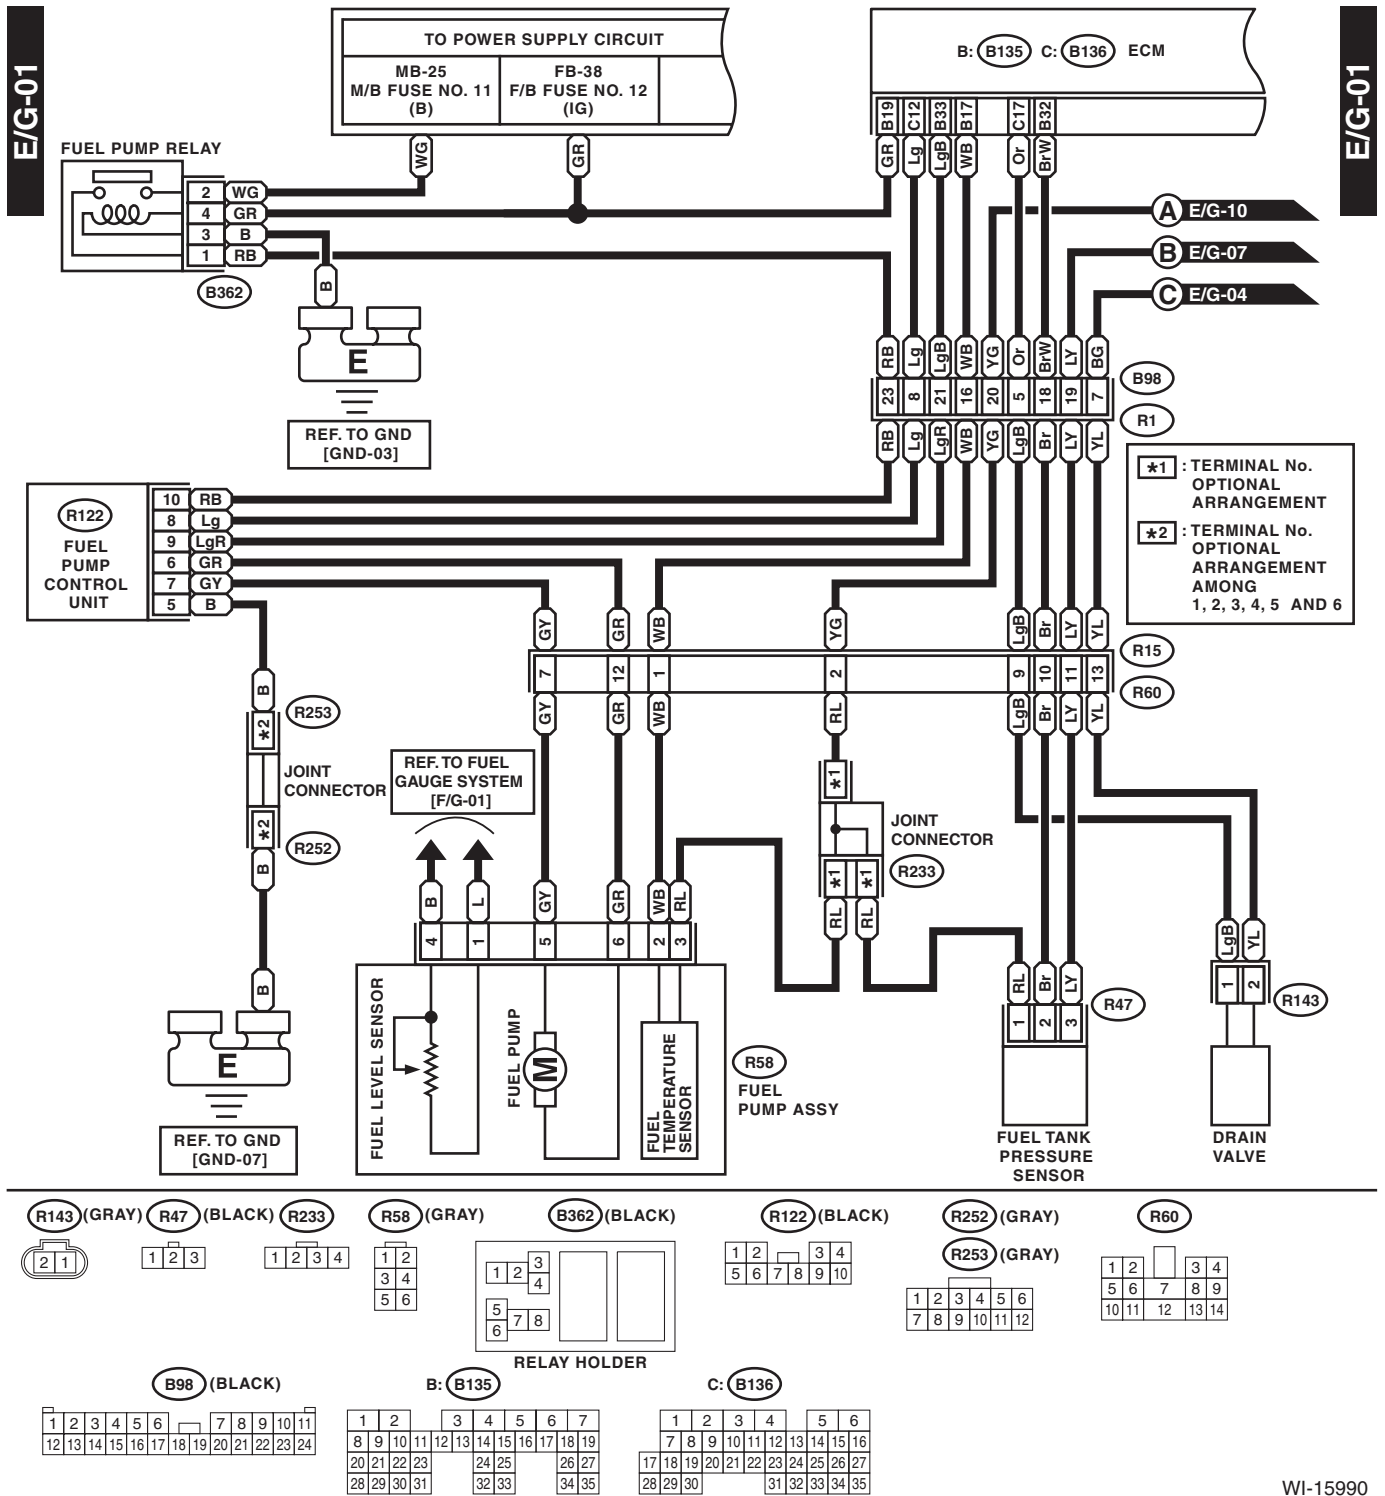 E/G-01
E/G-01
TO POWER SUPPLY CIRCUIT
MB-25
M/B FUSE NO. 11
(B)
FB-38
F/B FUSE NO. 12
(IG)
B: B135 C: B136 ECM
B19 C12 B33 B17 C17 B32
WG GR GR Lg LgB WB Or BrW
FUEL PUMP RELAY
2 WG
4 GR
3 B
1 RB
B362
B
E
REF. TO GND
[GND-03]
A E/G-10
B E/G-07
C E/G-04
RB Lg LgB WB YG Or BrW LY BG
23 8 21 16 20 5 18 19 7
B98
R1
RB Lg LgR WB YG LgB Br LY YL
*1 : TERMINAL No.
OPTIONAL
ARRANGEMENT
*2 : TERMINAL No.
OPTIONAL
ARRANGEMENT
AMONG
1, 2, 3, 4, 5 AND 6
R122
FUEL
PUMP
CONTROL
UNIT
10 RB
8 Lg
9 LgR
6 GR
7 GY
5 B
GY GR WB YG LgB Br LY YL
R15
7 12 1 2 9 10 11 13
R60
GY GR WB RL LgB Br LY YL
B
R253
*2
JOINT
CONNECTOR
*2
R252
B
REF. TO FUEL
GAUGE SYSTEM
[F/G-01]
*1
JOINT
CONNECTOR
*1 *1
R233
RL RL
B L GY GR WB RL
4 1 5 6 2 3
FUEL LEVEL SENSOR
FUEL PUMP
M
FUEL
TEMPERATURE
SENSOR
R58
FUEL
PUMP ASSY
RL Br LY
1 2 3
R47
FUEL TANK
PRESSURE
SENSOR
LgB YL
1 2
R143
DRAIN
VALVE
B
E
REF. TO GND
[GND-07]
R143 (GRAY)
2 1
R47 (BLACK)
1 2 3
R233
1 2 3 4
R58 (GRAY)
1 2
3 4
5 6
B362 (BLACK)
1 2 3
4
5 7 8
6
RELAY HOLDER
R122 (BLACK)
1 2 3 4
5 6 7 8 9 10
R252 (GRAY)
R253 (GRAY)
1 2 3 4 5 6
7 8 9 10 11 12
R60
1 2 3 4
5 6 7 8 9
10 11 12 13 14
B98 (BLACK)
1 2 3 4 5 6 7 8 9 10 11
12 13 14 15 16 17 18 19 20 21 22 23 24
B: B135
1 2 3 4 5 6 7
8 9 10 11 12 13 14 15 16 17 18 19
20 21 22 23 24 25 26 27
28 29 30 31 32 33 34 35
C: B136
1 2 3 4 5 6
7 8 9 10 11 12 13 14 15 16
17 18 19 20 21 22 23 24 25 26 27
28 29 30 31 32 33 34 35
WI-15990